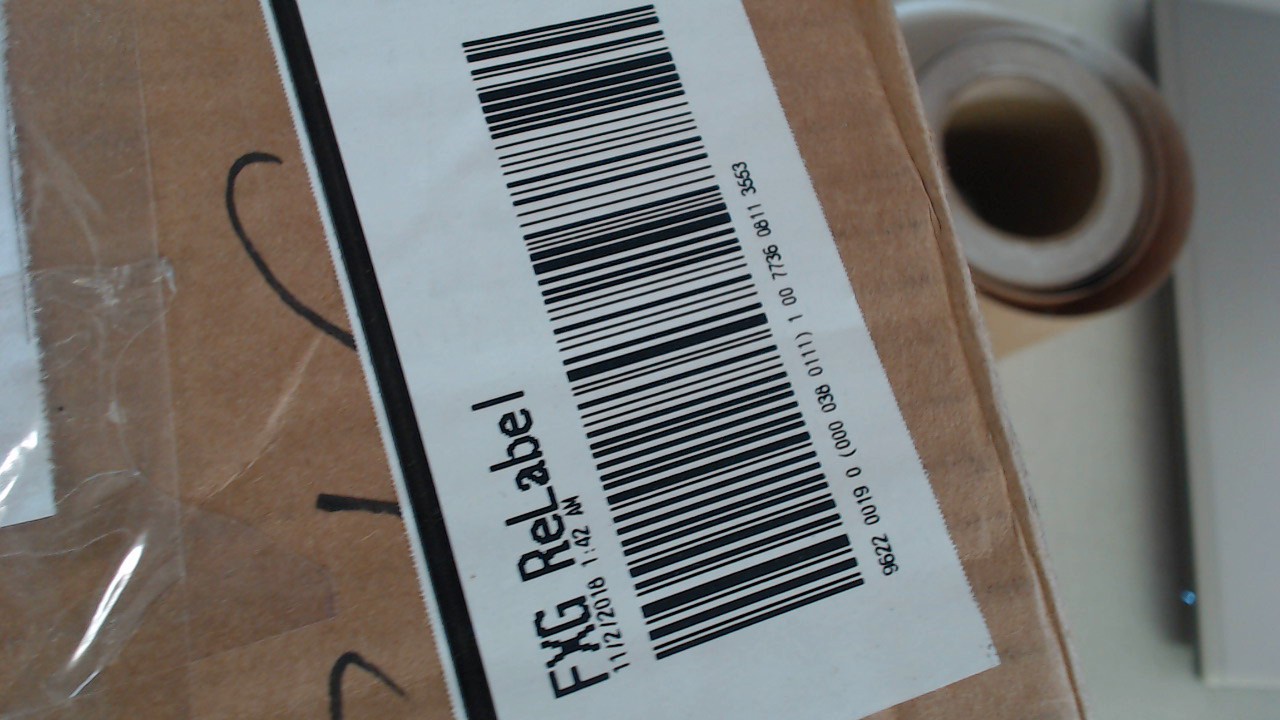 FXG ReLabel
11/2/2018 1:42 AM
9622 0019 0 (000 038 0111) 1 00 7736 0811 3553